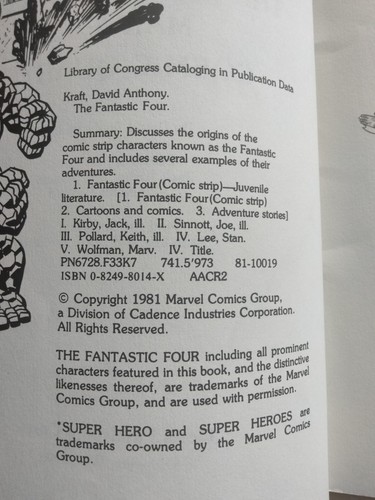 Library of Congress Cataloging in Publication Data
Kraft, David Anthony.
The Fantastic Four.
Summary: Discusses the origins of the
comic strip characters known as the Fantastic
Four and includes several examples of their
adventures.
1. Fantastic Four (Comic strip)—Juvenile
literature. [1. Fantastic Four (Comic strip)
2. Cartoons and comics. 3. Adventure stories]
I. Kirby, Jack, ill. II. Sinnott, Joe, ill.
III. Pollard, Keith, ill. IV. Lee, Stan.
V. Wolfman, Marv. IV. Title.
PN6728.F33K7 741.5'973 81-10019
ISBN 0-8249-8014-X AACR2
© Copyright 1981 Marvel Comics Group,
a Division of Cadence Industries Corporation.
All Rights Reserved.
THE FANTASTIC FOUR including all prominent
characters featured in this book, and the distinctive
likenesses thereof, are trademarks of the Marvel
Comics Group, and are used with permission.
*SUPER HERO and SUPER HEROES are
trademarks co-owned by the Marvel Comics
Group.